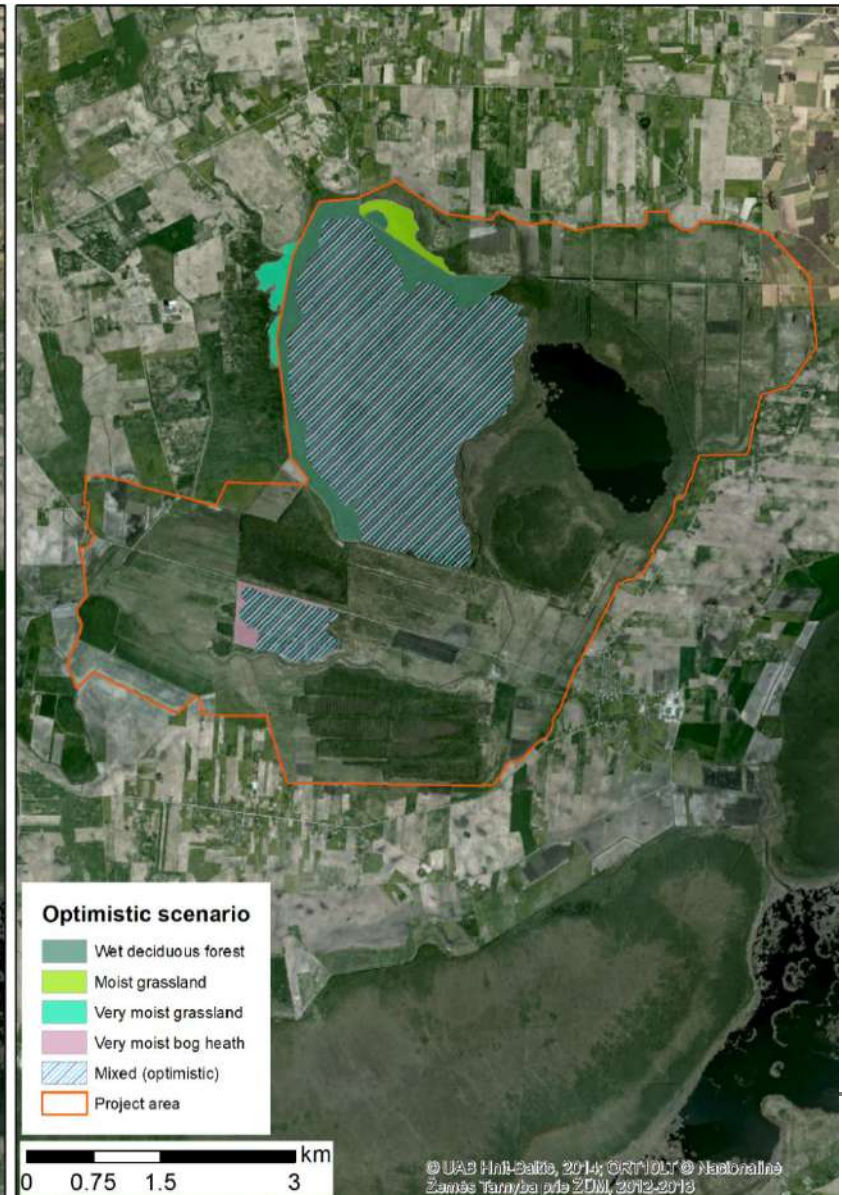 Optimistic scenario
Wet deciduous forest
Moist grassland
Very moist grassland
Very moist bog heath
Mixed (optimistic)
Project area
km
0 0.75 1.5 3
© UAB Hnit-Baltic, 2014; ORT10LT © Nacionalinė
Žemės Tarnyba prie ŽŪM, 2012-2013